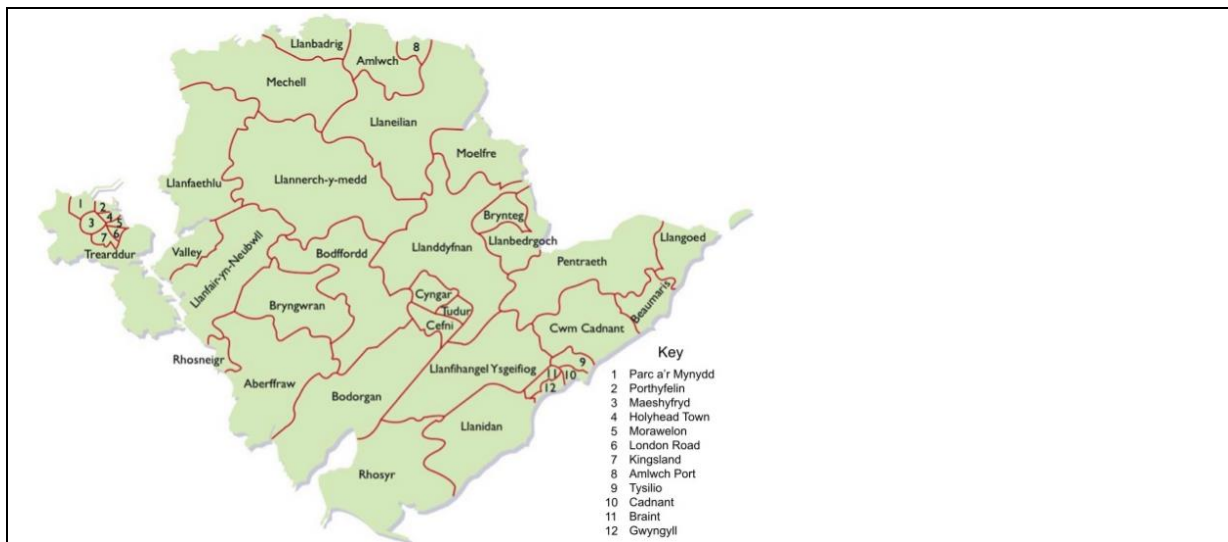 Llanbadrig
8
Amlwch
Mechell
Llaneilian
Moelfre
Llanfaethlu
Llannerch-y-medd
1
2
4
3
5
6
7
Trearddur
Brynteg
Llanbedrgoch
Llangoed
Valley
Llanfair-yn-Neubwll
Bodffordd
Llanddyfnan
Pentraeth
Bryngwran
Cyngar
Tudur
Cefni
Beaumaris
Cwm Cadnant
Rhosneigr
Aberffraw
Bodorgan
Llanfihangel Ysgeifiog
9
11
10
12
Llanidan
Rhosyr
Key
1 Parc a'r Mynydd
2 Porthyfelin
3 Maeshyfryd
4 Holyhead Town
5 Morawelon
6 London Road
7 Kingsland
8 Amlwch Port
9 Tysilio
10 Cadnant
11 Braint
12 Gwyngyll